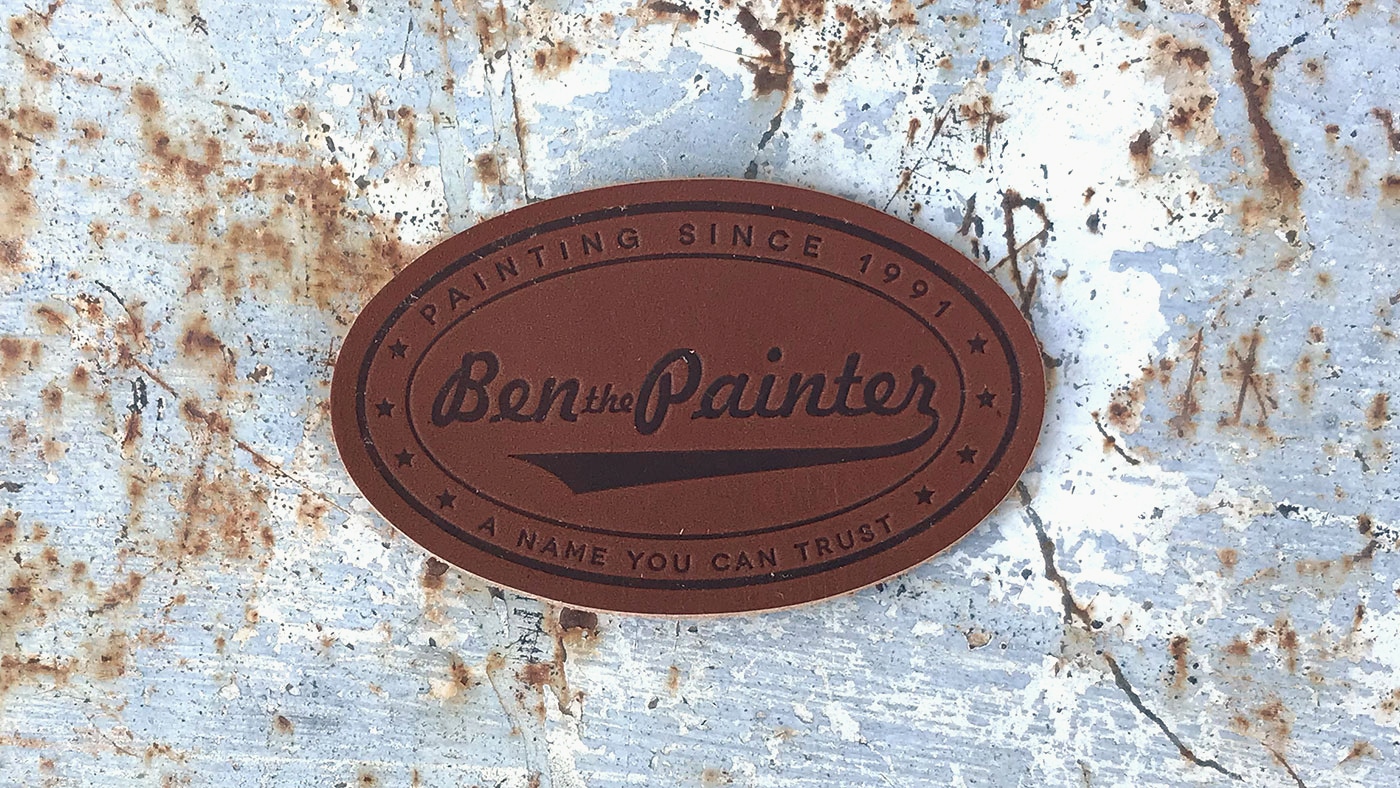 PAINTING SINCE 1991
Ben the Painter
A NAME YOU CAN TRUST